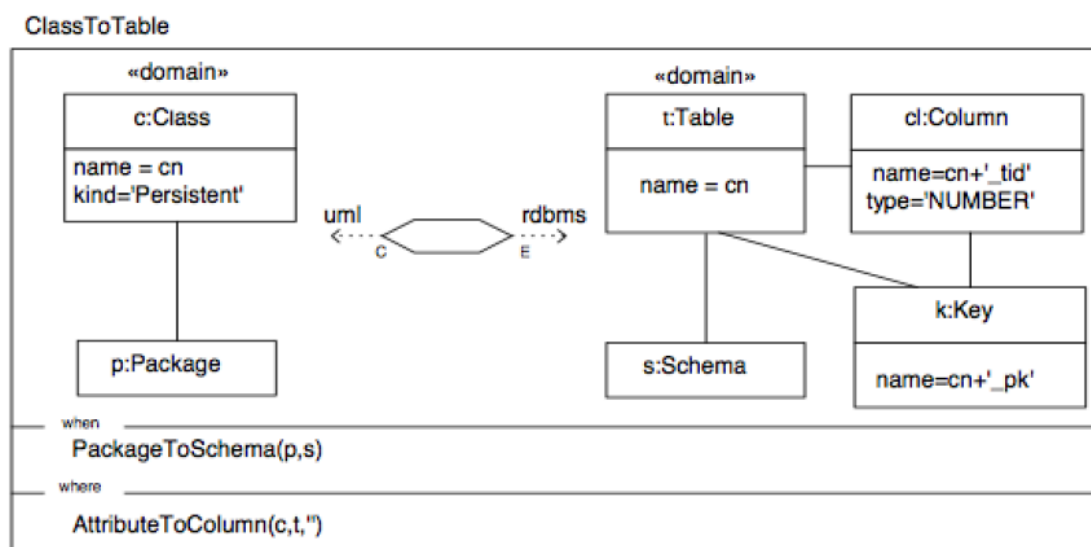 ClassToTable
«domain»
c:Class
name = cn
kind='Persistent'
p:Package
uml
C
rdbms
E
«domain»
t:Table
name = cn
cl:Column
name=cn+'_tid'
type='NUMBER'
s:Schema
k:Key
name=cn+'_pk'
when
PackageToSchema(p,s)
where
AttributeToColumn(c,t,'')